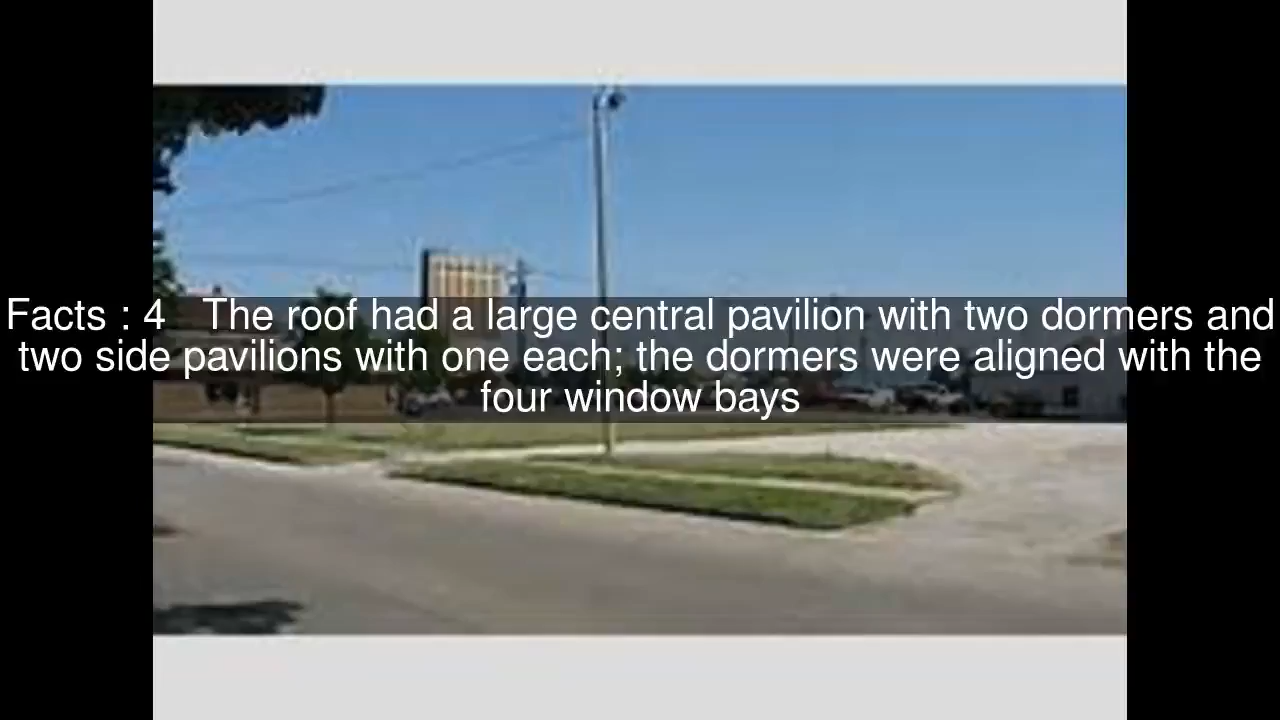 Facts : 4 The roof had a large central pavilion with two dormers and
two side pavilions with one each; the dormers were aligned with the
four window bays